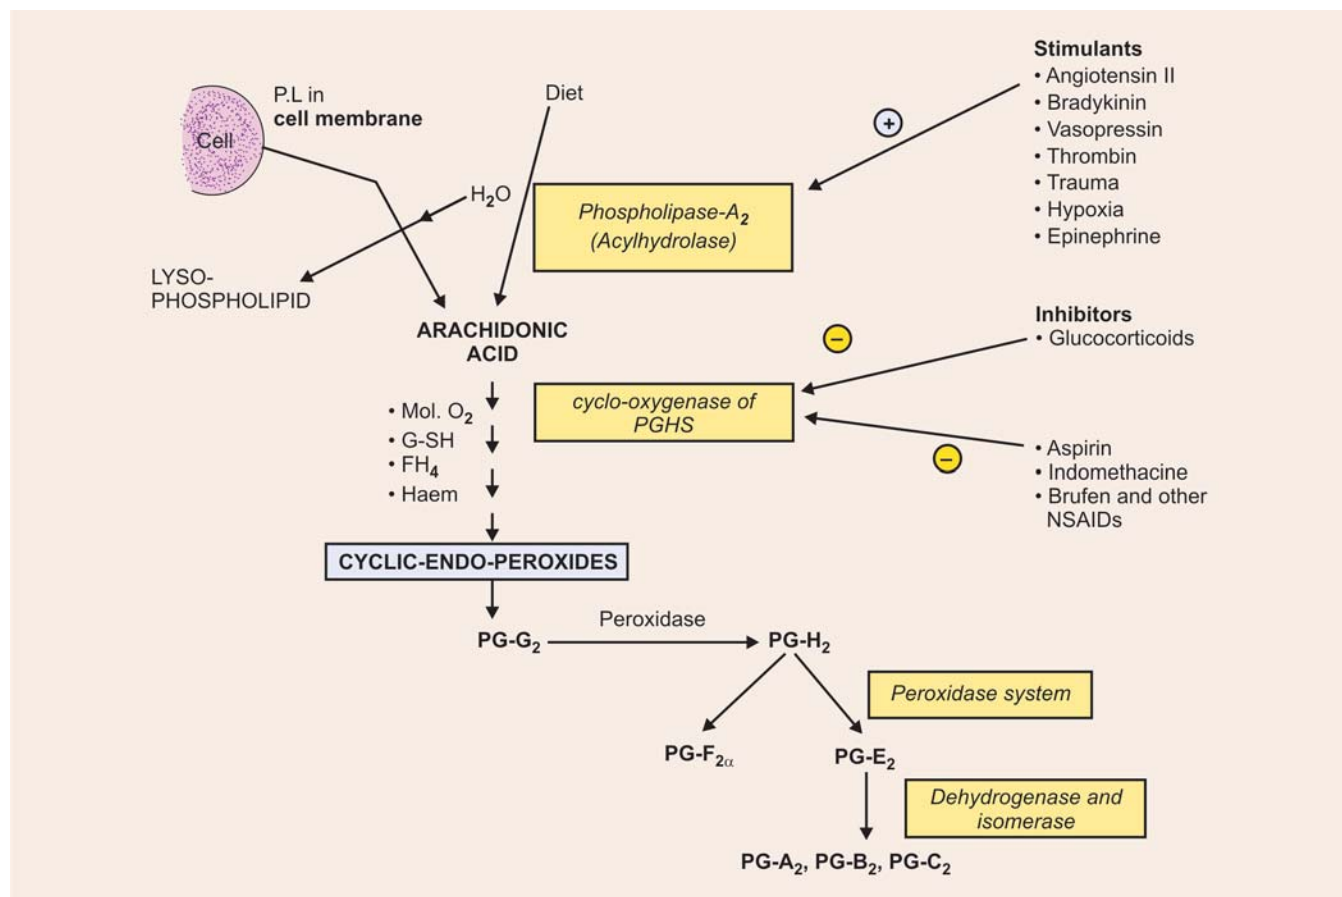 P.L in
cell membrane
Cell
Diet
H₂O
LYSO-
PHOSPHOLIPID
Phospholipase-A₂
(Acylhydrolase)
+
Stimulants
• Angiotensin II
• Bradykinin
• Vasopressin
• Thrombin
• Trauma
• Hypoxia
• Epinephrine
ARACHIDONIC
ACID
Inhibitors
• Glucocorticoids
–
cyclo-oxygenase of
PGHS
–
• Aspirin
• Indomethacine
• Brufen and other
NSAIDs
• Mol. O₂
• G-SH
• FH₄
• Haem
CYCLIC-ENDO-PEROXIDES
PG-G₂
Peroxidase
PG-H₂
Peroxidase system
PG-F₂α
PG-E₂
Dehydrogenase and
isomerase
PG-A₂, PG-B₂, PG-C₂